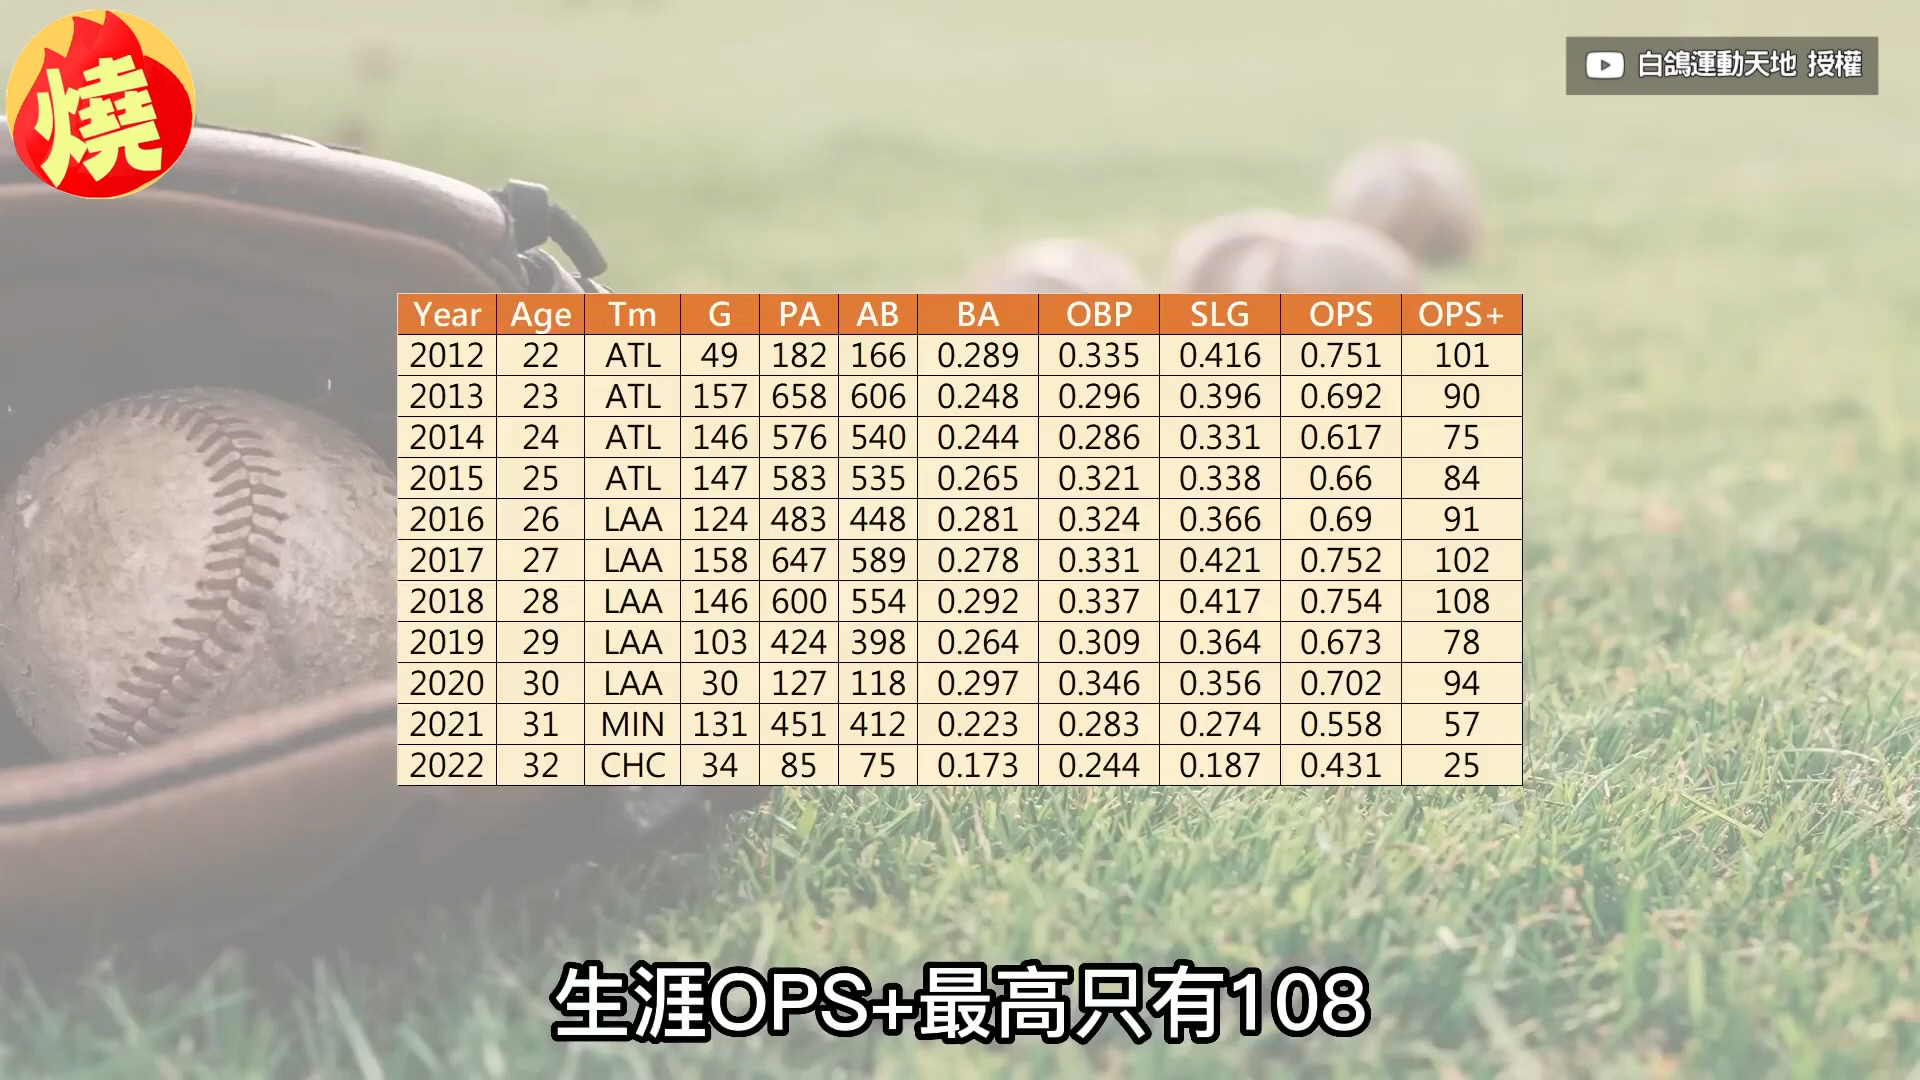 燒
白鴿運動天地 授權
Year Age Tm G PA AB BA OBP SLG OPS OPS+
2012 22 ATL 49 182 166 0.289 0.335 0.416 0.751 101
2013 23 ATL 157 658 606 0.248 0.296 0.396 0.692 90
2014 24 ATL 146 576 540 0.244 0.286 0.331 0.617 75
2015 25 ATL 147 583 535 0.265 0.321 0.338 0.66 84
2016 26 LAA 124 483 448 0.281 0.324 0.366 0.69 91
2017 27 LAA 158 647 589 0.278 0.331 0.421 0.752 102
2018 28 LAA 146 600 554 0.292 0.337 0.417 0.754 108
2019 29 LAA 103 424 398 0.264 0.309 0.364 0.673 78
2020 30 LAA 30 127 118 0.297 0.346 0.356 0.702 94
2021 31 MIN 131 451 412 0.223 0.283 0.274 0.558 57
2022 32 CHC 34 85 75 0.173 0.244 0.187 0.431 25
生涯OPS+最高只有108